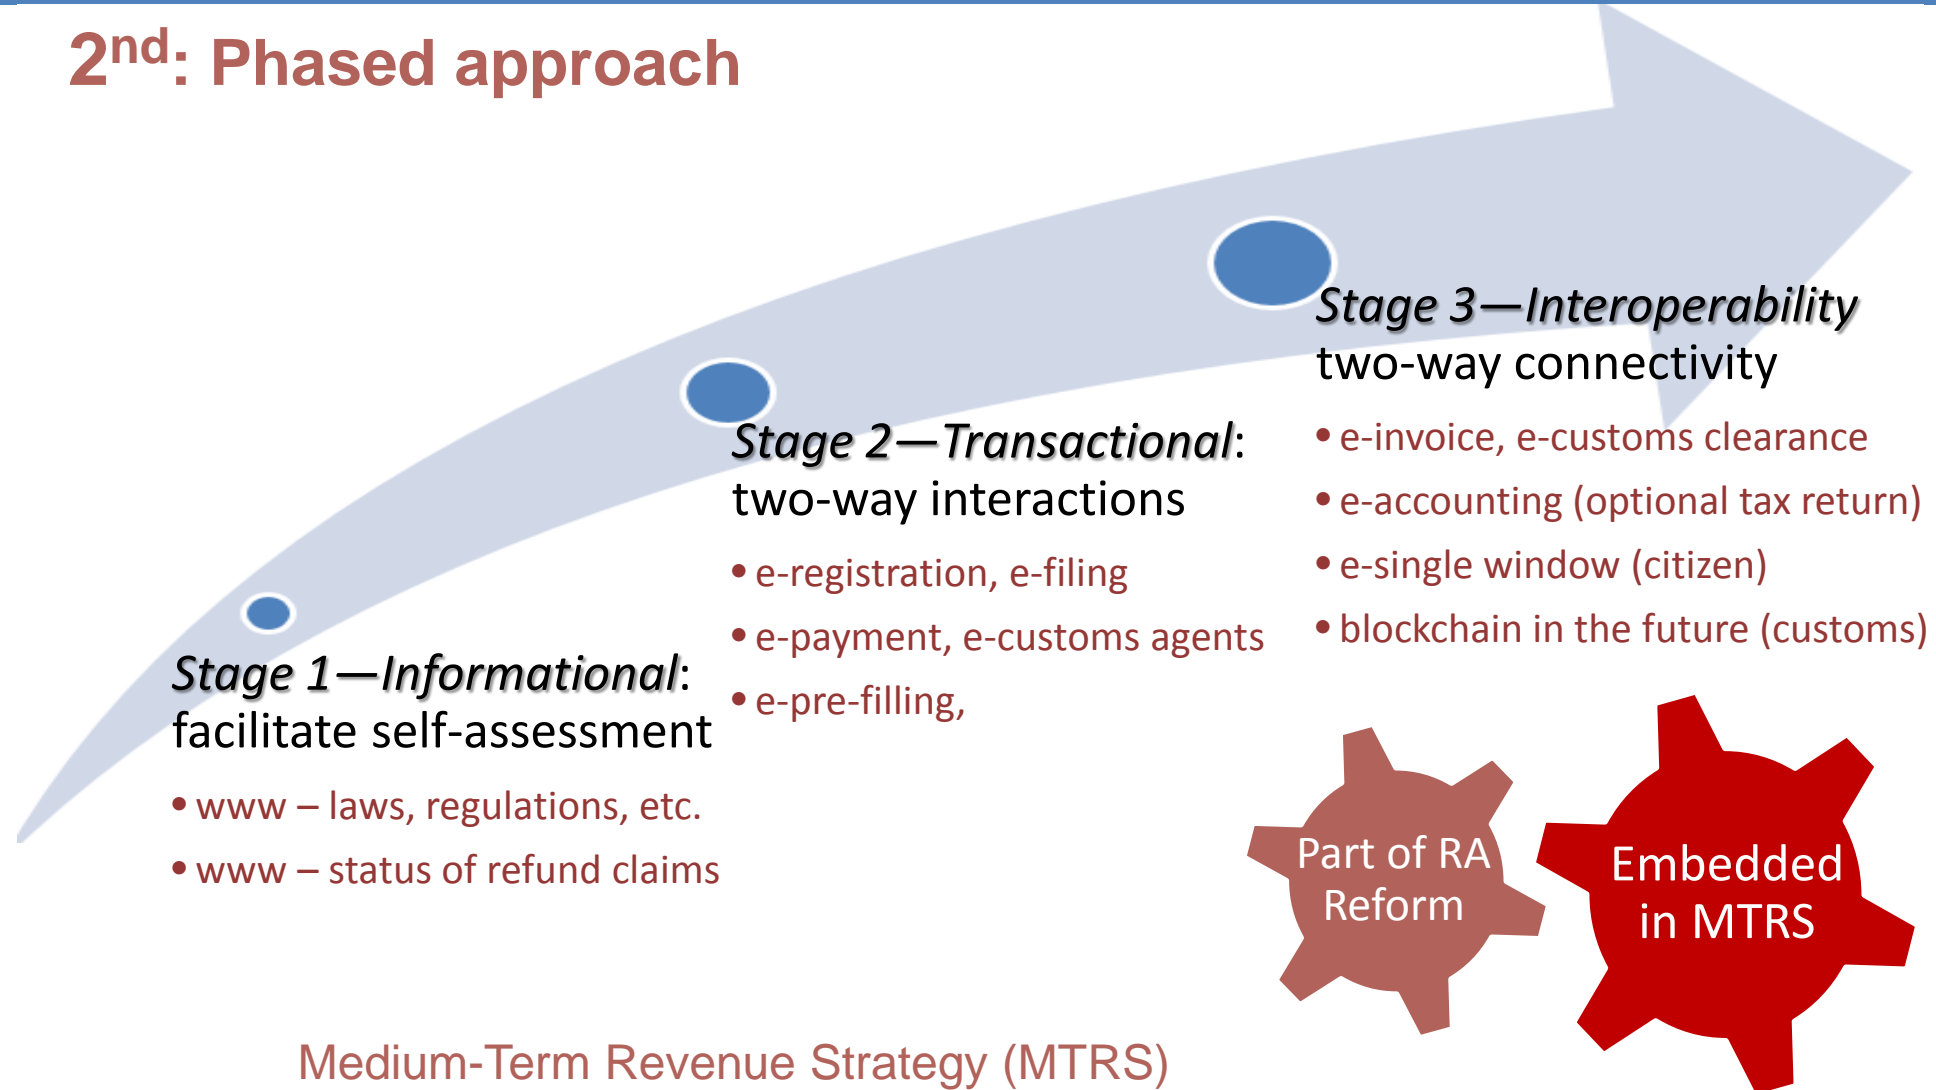 2nd: Phased approach
Stage 1—Informational:
facilitate self-assessment
• www – laws, regulations, etc.
• www – status of refund claims
Stage 2—Transactional:
two-way interactions
• e-registration, e-filing
• e-payment, e-customs agents
• e-pre-filling,
Stage 3—Interoperability
two-way connectivity
• e-invoice, e-customs clearance
• e-accounting (optional tax return)
• e-single window (citizen)
• blockchain in the future (customs)
Part of RA
Reform
Embedded
in MTRS
Medium-Term Revenue Strategy (MTRS)